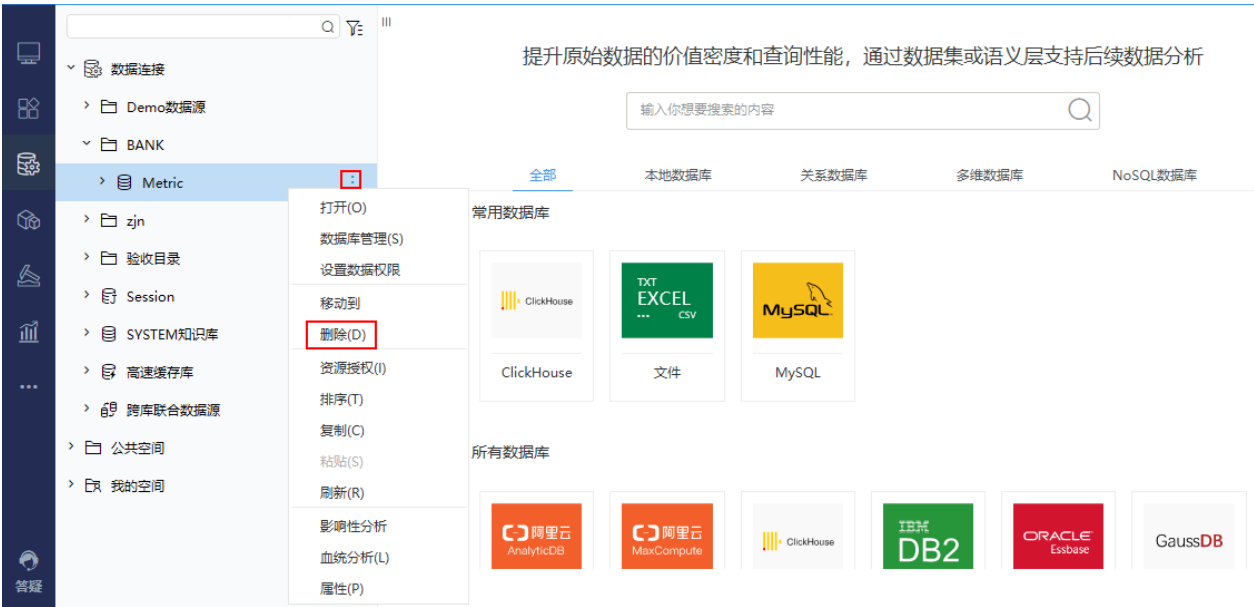 数据连接
Demo数据源
BANK
Metric
zjn
验收目录
Session
SYSTEM知识库
高速缓存库
跨库联合数据源
公共空间
我的空间
答疑
打开(O)
数据库管理(S)
设置数据权限
移动到
删除(D)
资源授权(I)
排序(T)
复制(C)
粘贴(S)
刷新(R)
影响性分析
血统分析(L)
属性(P)
提升原始数据的价值密度和查询性能，通过数据集或语义层支持后续数据分析
输入你想要搜索的内容
全部 本地数据库 关系数据库 多维数据库 NoSQL数据库
常用数据库
ClickHouse
TXT
EXCEL
... CSV
MySQL
ClickHouse 文件 MySQL
所有数据库
阿里云
AnalyticDB
阿里云
MaxCompute
ClickHouse
IBM
DB2
ORACLE
Essbase
GaussDB